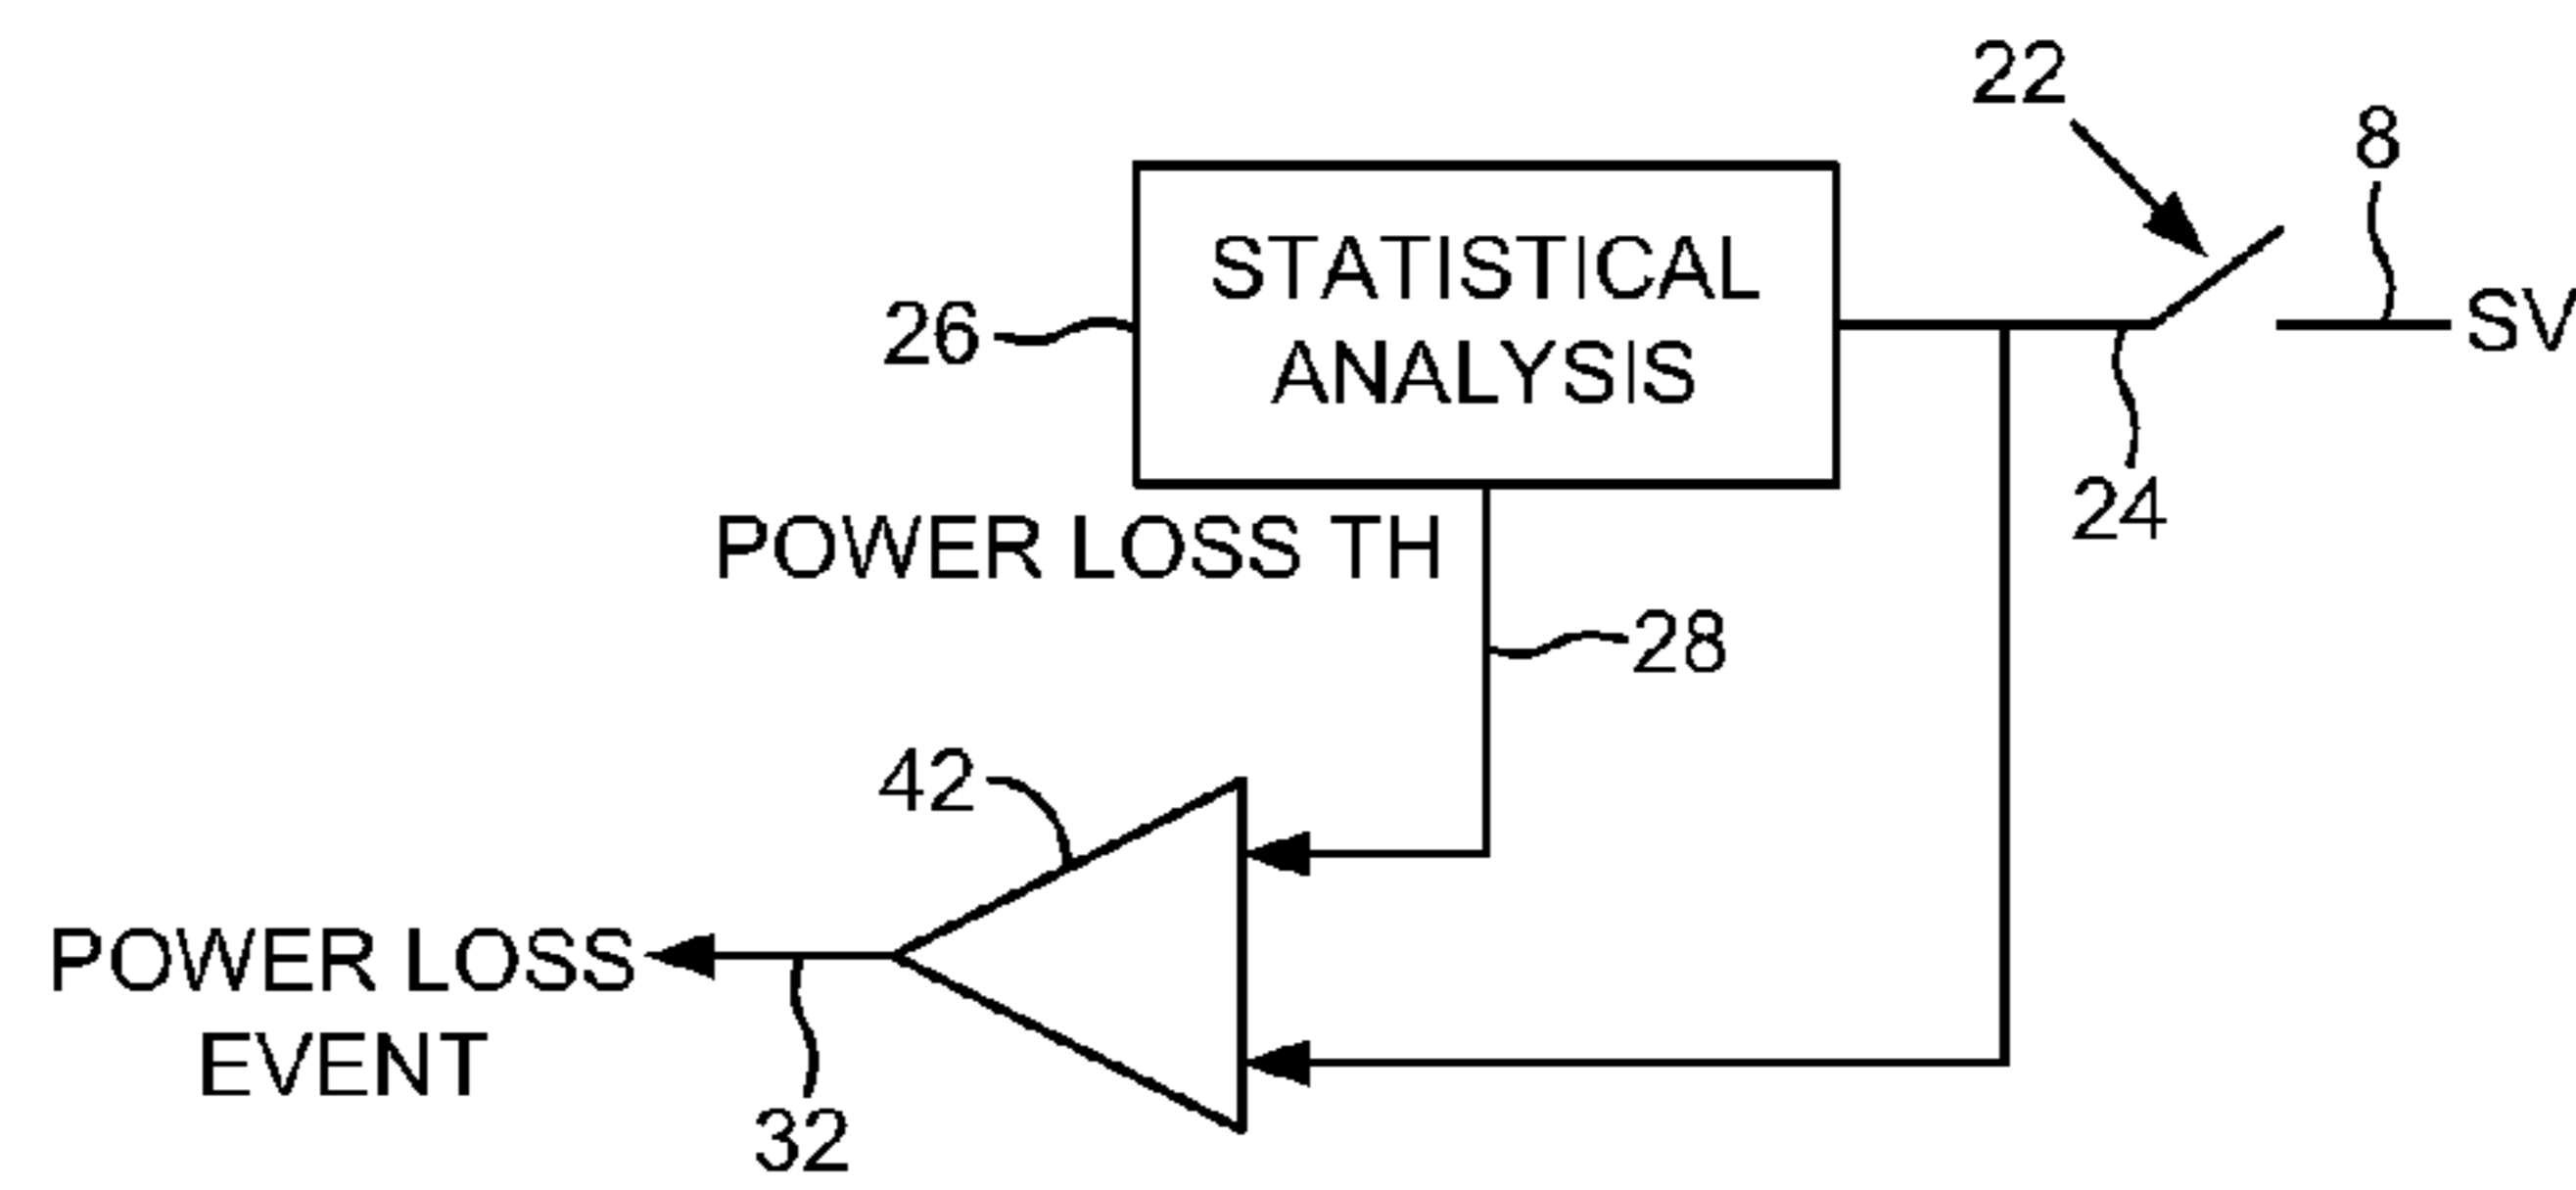 22
8
STATISTICAL
ANALYSIS
26
SV
24
POWER LOSS TH
28
42
POWER LOSS
EVENT
32